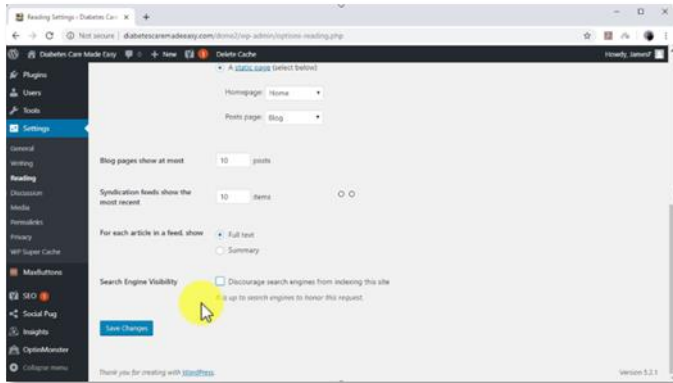 Reading Settings ‹ Diabetes Care
Not secure | diabetescaremadeeasy.com/demo2/wp-admin/options-reading.php
Diabetes Care Made Easy 0 + New 1 Delete Cache Howdy, JamesF
Plugins
Users
Tools
Settings
General
Writing
Reading
Discussion
Media
Permalinks
Privacy
WP Super Cache
MaxButtons
SEO 1
Social Pug
Insights
OptinMonster
Collapse menu
A static page (select below)
Homepage: Home
Posts page: Blog
Blog pages show at most 10 posts
Syndication feeds show the most recent 10 items
For each article in a feed, show Full text
Summary
Search Engine Visibility Discourage search engines from indexing this site
It is up to search engines to honor this request.
Save Changes
Thank you for creating with WordPress. Version 5.2.1